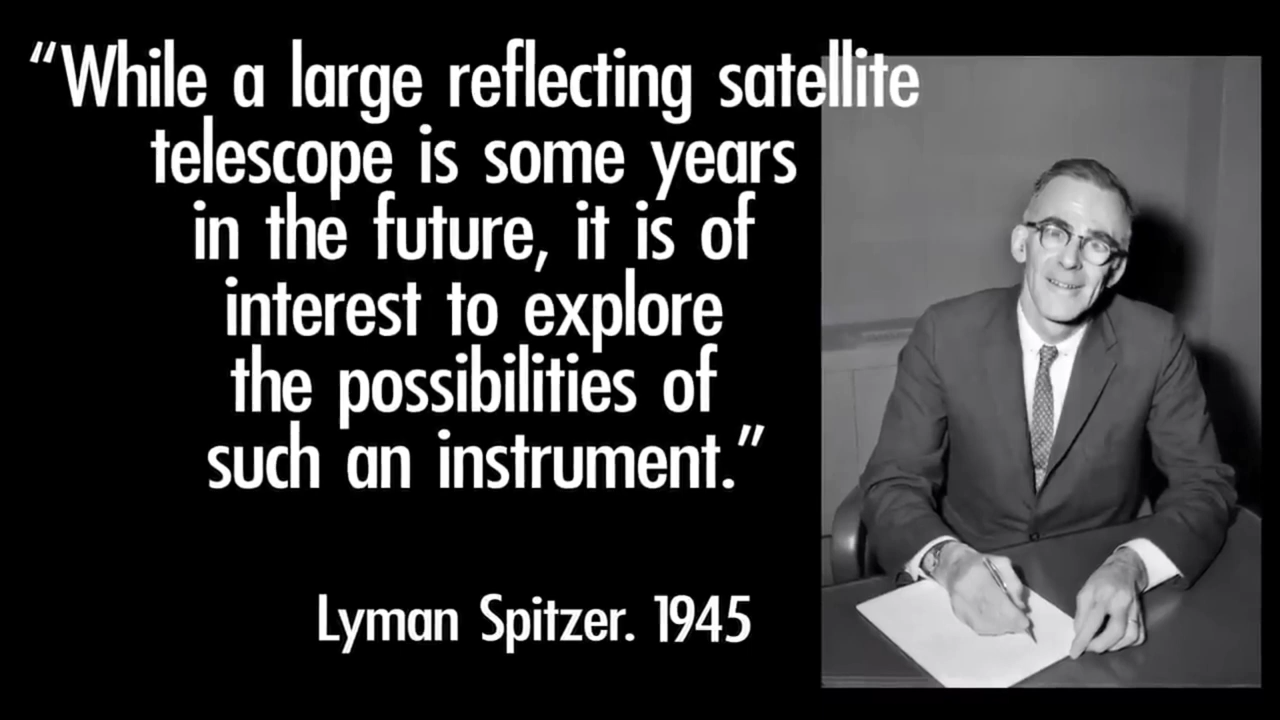 “While a large reflecting satellite
telescope is some years
in the future, it is of
interest to explore
the possibilities of
such an instrument.”
Lyman Spitzer. 1945